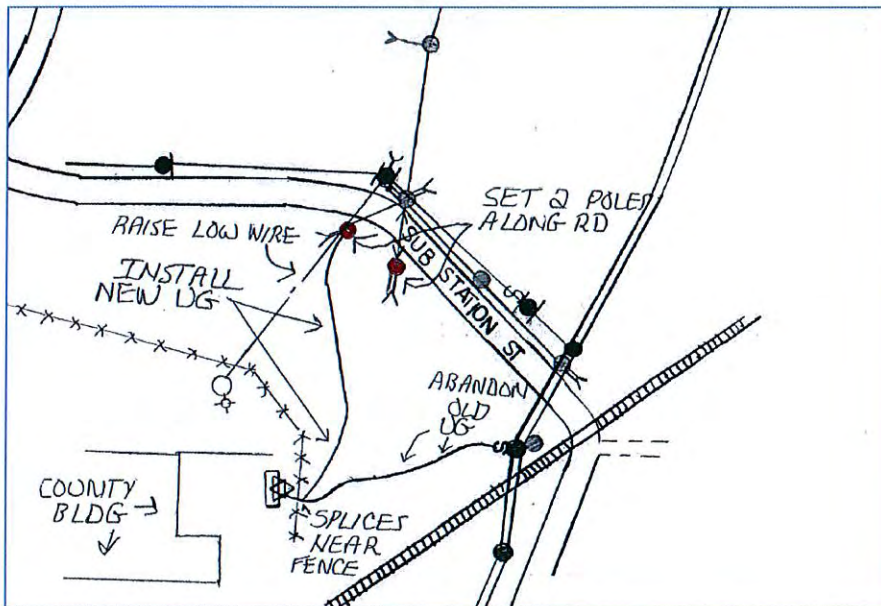 SET 2 POLES
ALONG RD
RAISE LOW WIRE
INSTALL
NEW UG
SUB STATION ST
ABANDON
OLD
UG
COUNTY
BLDG
SPLICES
NEAR
FENCE